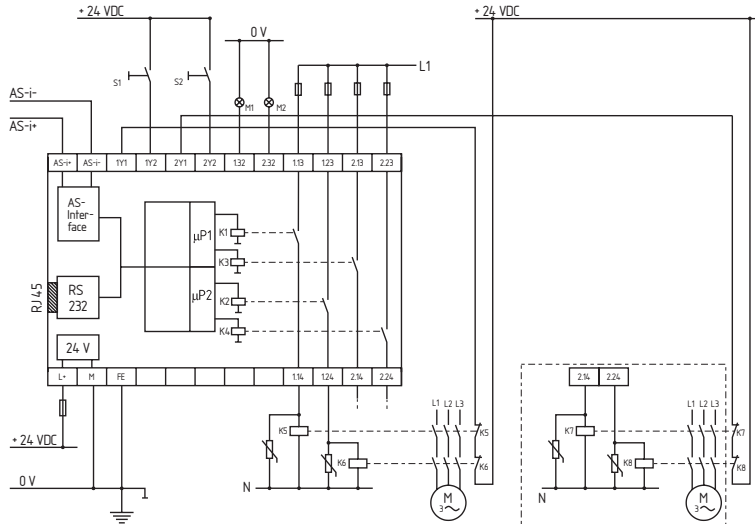 + 24 VDC
+ 24 VDC
0 V
L1
S1
S2
AS-i-
M1
M2
AS-i+
AS-i+
AS-i-
1Y1
1Y2
2Y1
2Y2
1.32
2.32
1.13
1.23
2.13
2.23
AS-
Inter-
face
µP1
K1
K3
RJ45
RS
232
µP2
K2
K4
24 V
L+
M
FE
1.14
1.24
2.14
2.24
2.14
2.24
L1 L2 L3
L1 L2 L3
K5
K5
K7
K7
+ 24 VDC
K6
K6
K8
K8
0 V
N
M
3
N
M
3